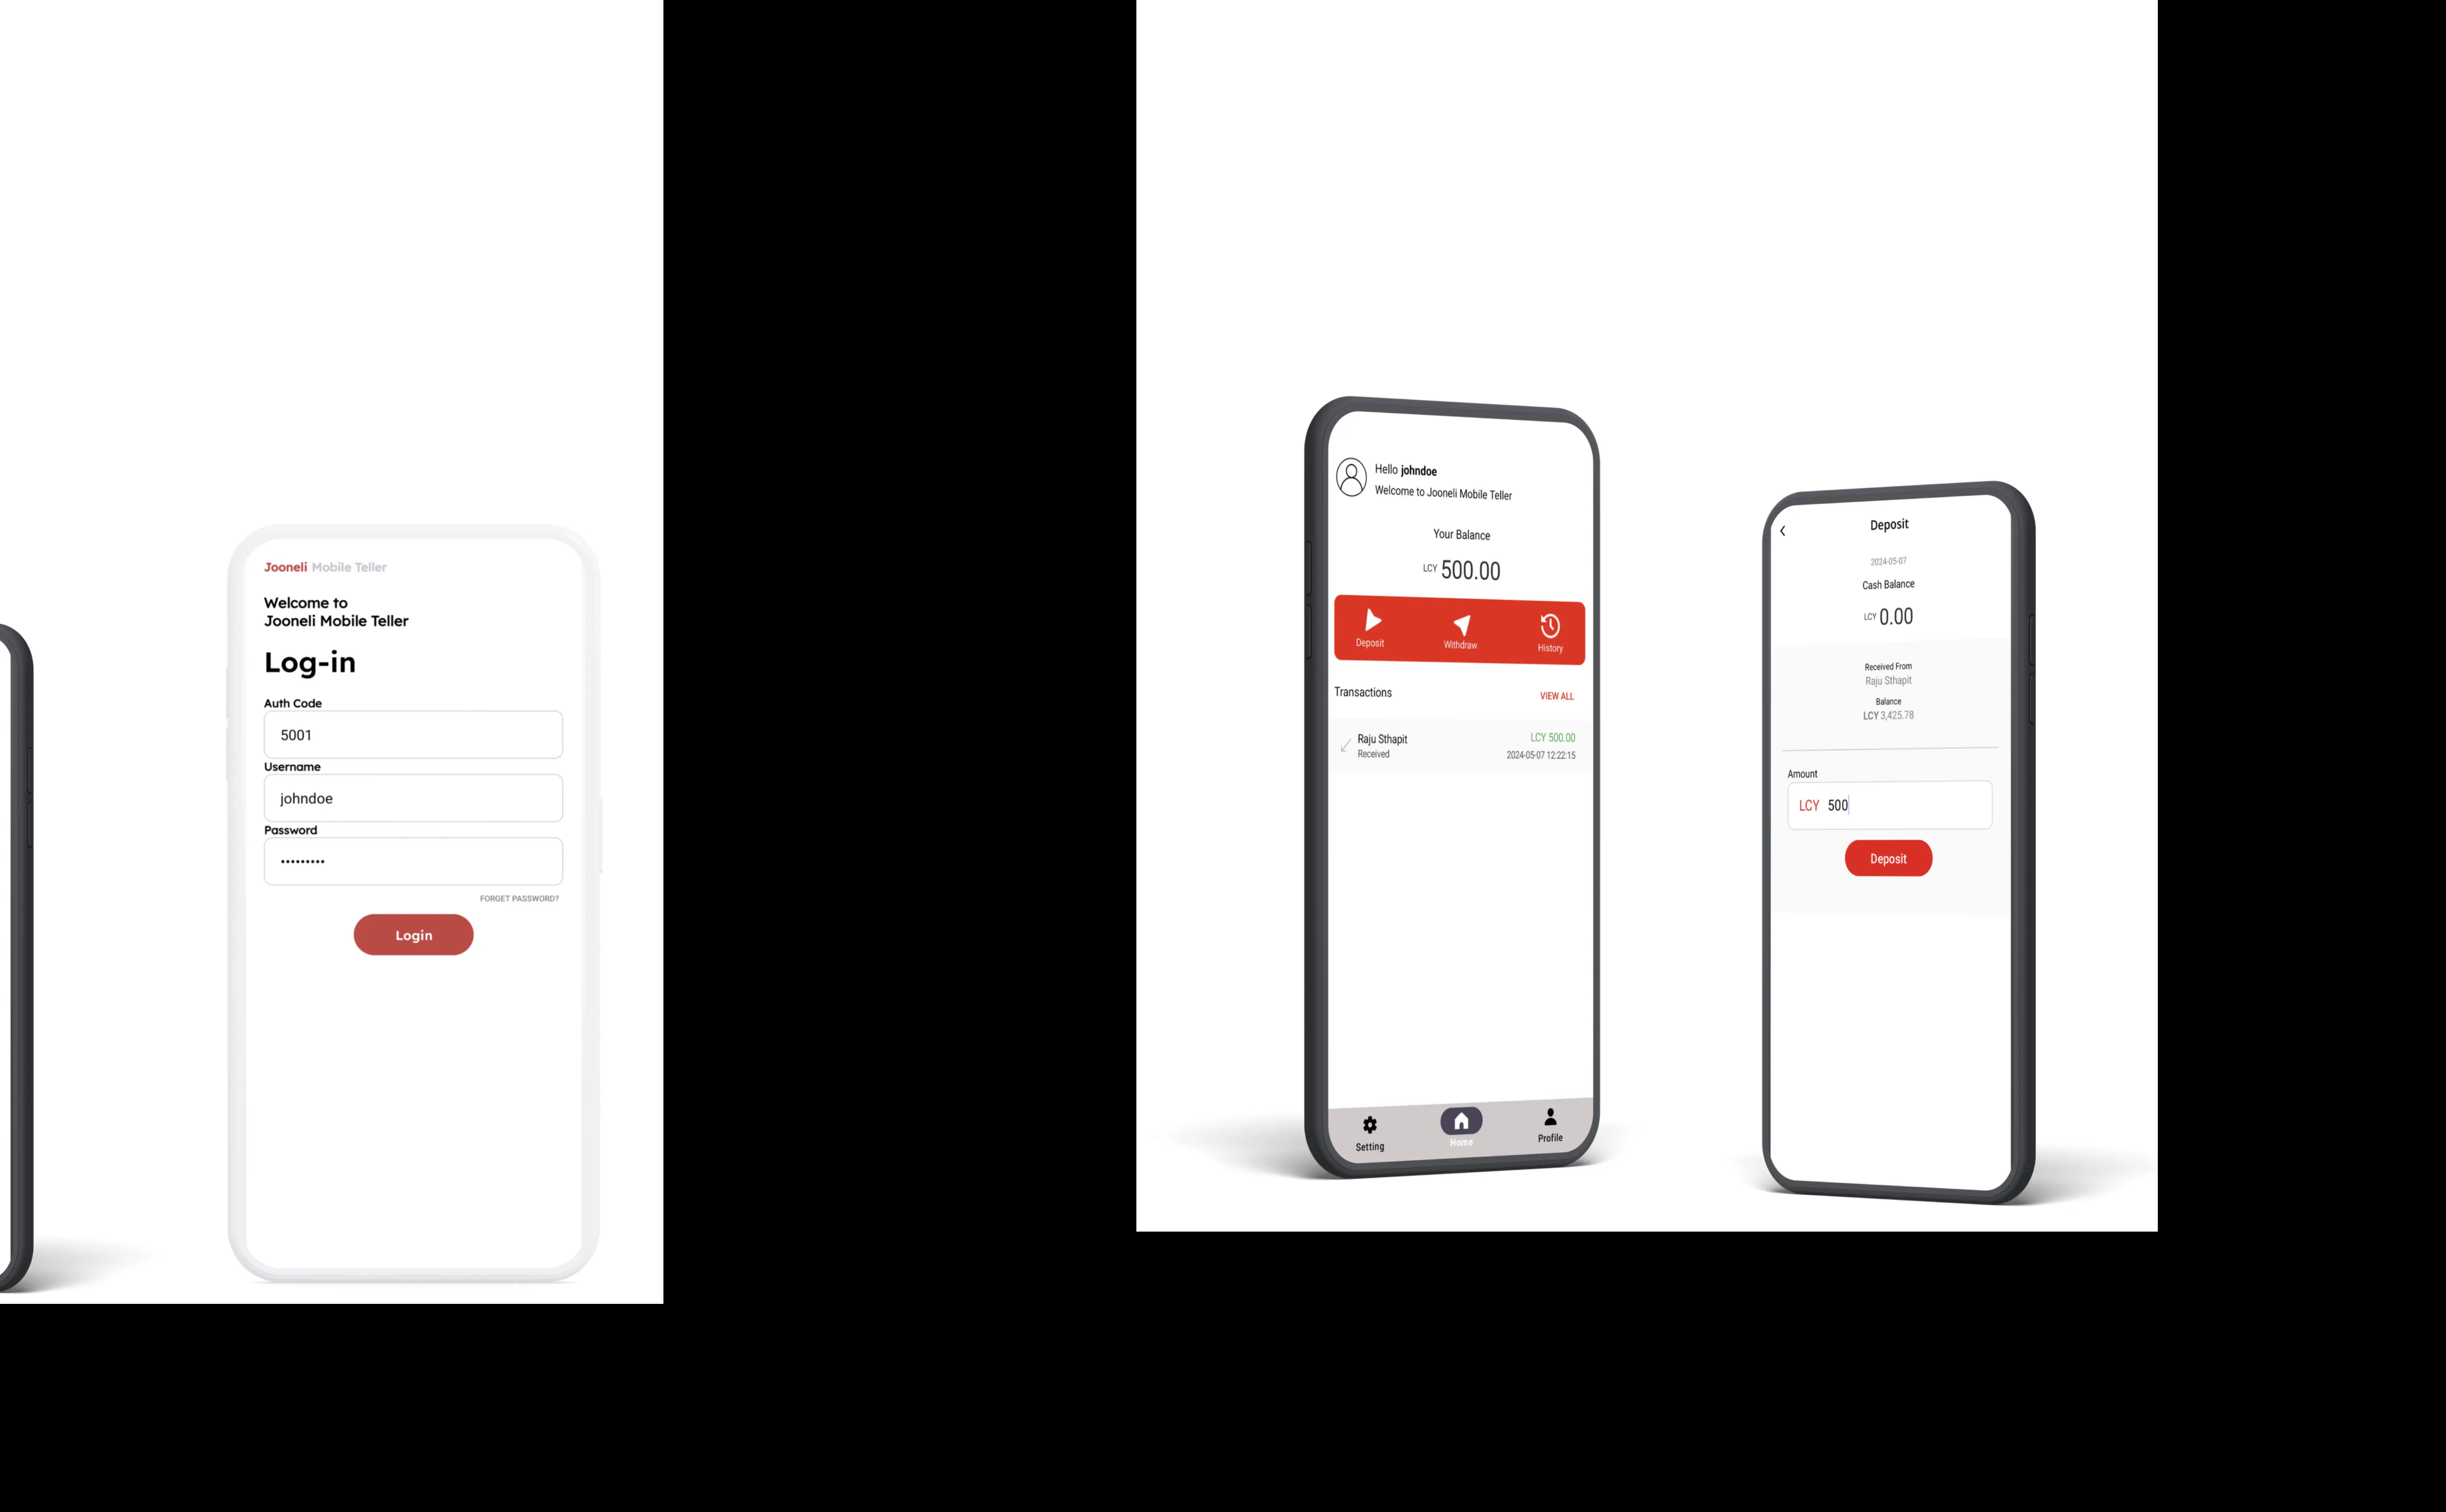 Jooneli Mobile Teller
Welcome to
Jooneli Mobile Teller
Log-in
Auth Code
5001
Username
johndoe
Password
•••••••••
FORGET PASSWORD?
Login
Hello johndoe
Welcome to Jooneli Mobile Teller
Your Balance
LCY 500.00
Deposit Withdraw History
Transactions VIEW ALL
Raju Sthapit LCY 500.00
Received 2024-05-07 12:22:15
Setting Home Profile
Deposit
2024-05-07
Cash Balance
LCY 0.00
Received From
Raju Sthapit
Balance
LCY 3,425.78
Amount
LCY 500
Deposit